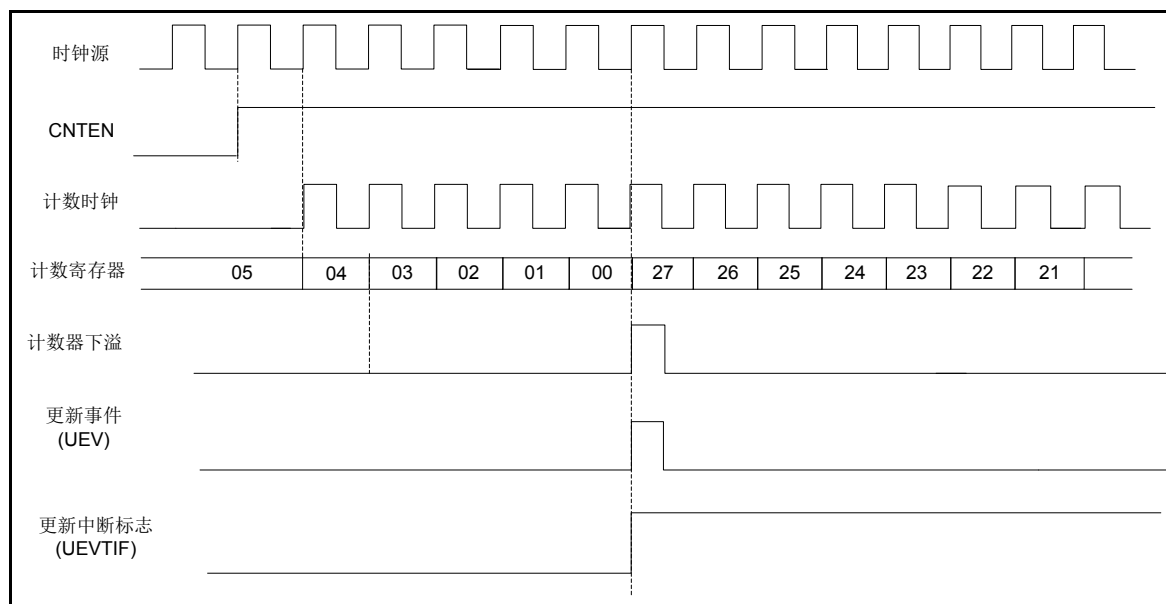 时钟源
CNTEN
计数时钟
计数寄存器 05 04 03 02 01 00 27 26 25 24 23 22 21
计数器下溢
更新事件
(UEV)
更新中断标志
(UEVTIF)